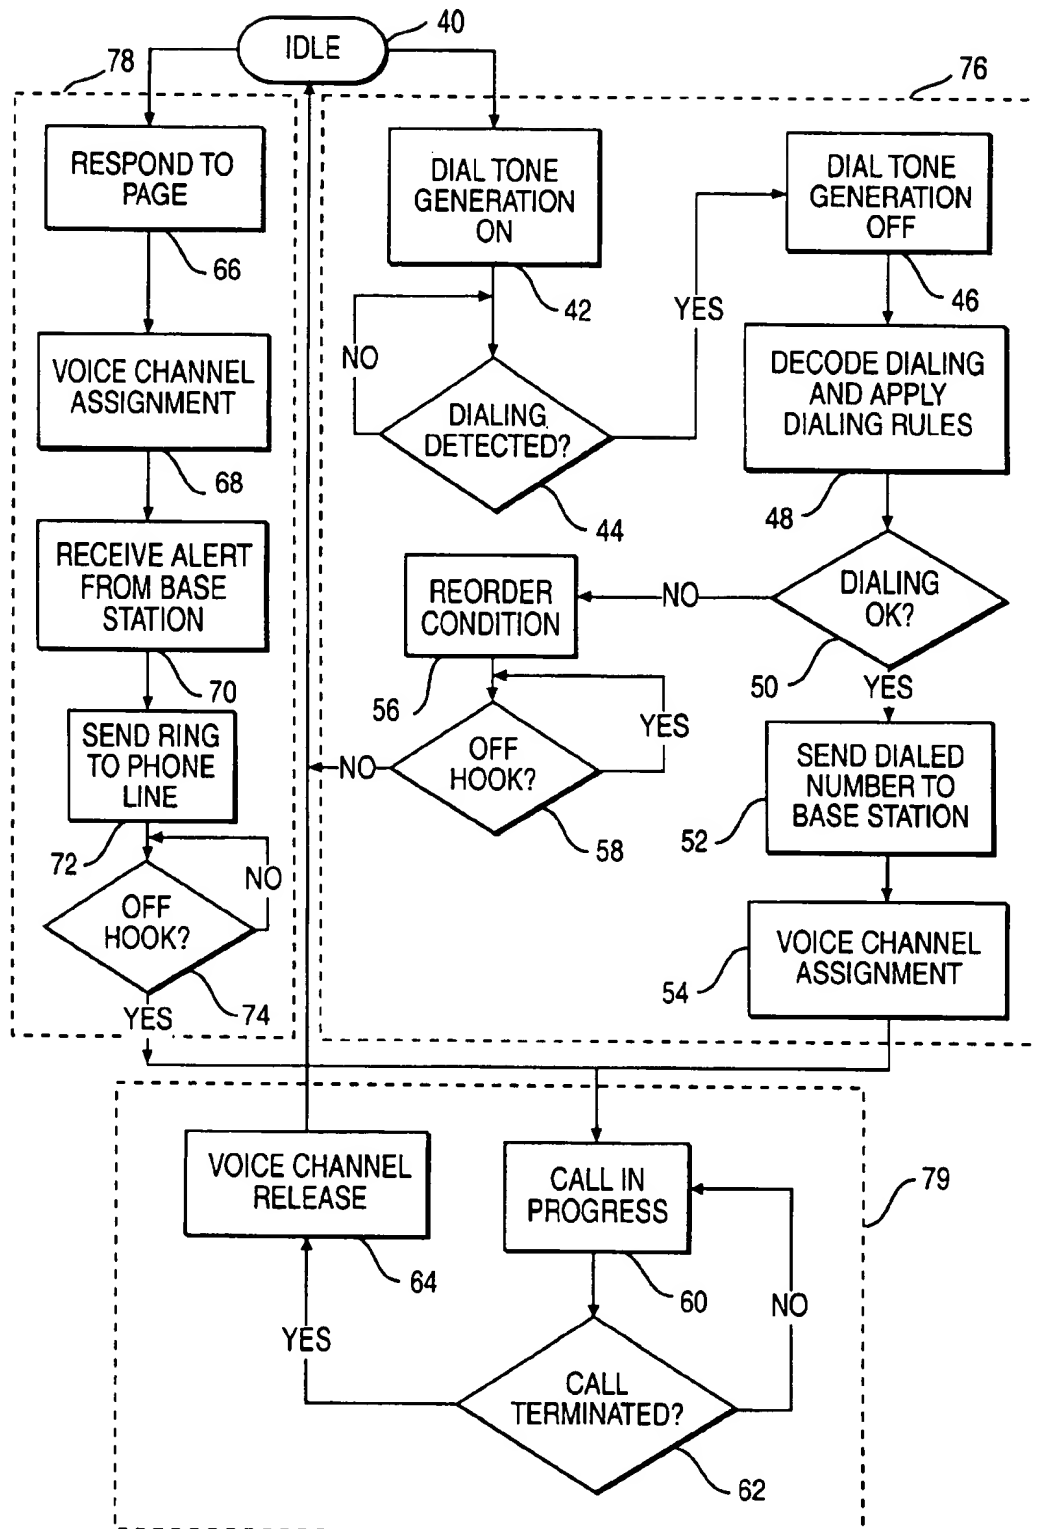 IDLE
40
78
76
RESPOND TO
PAGE
66
VOICE CHANNEL
ASSIGNMENT
68
RECEIVE ALERT
FROM BASE
STATION
70
SEND RING
TO PHONE
LINE
72
NO
OFF
HOOK?
74
YES
DIAL TONE
GENERATION
ON
42
NO
DIALING
DETECTED?
44
YES
DIAL TONE
GENERATION
OFF
46
DECODE DIALING
AND APPLY
DIALING RULES
48
DIALING
OK?
50
NO
YES
REORDER
CONDITION
56
OFF
HOOK?
58
YES
NO
SEND DIALED
NUMBER TO
BASE STATION
52
VOICE CHANNEL
ASSIGNMENT
54
VOICE CHANNEL
RELEASE
64
CALL IN
PROGRESS
60
79
YES
NO
CALL
TERMINATED?
62